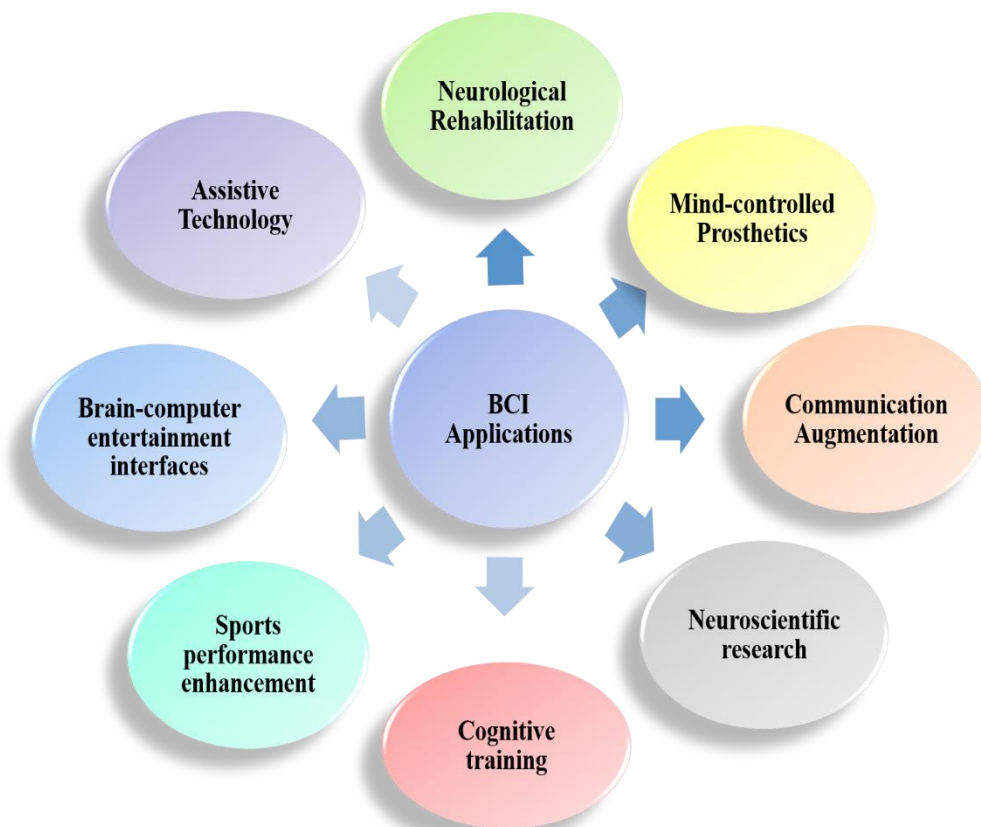 Neurological
Rehabilitation
Mind-controlled
Prosthetics
Communication
Augmentation
Neuroscientific
research
Cognitive
training
Sports
performance
enhancement
Brain-computer
entertainment
interfaces
Assistive
Technology
BCI
Applications